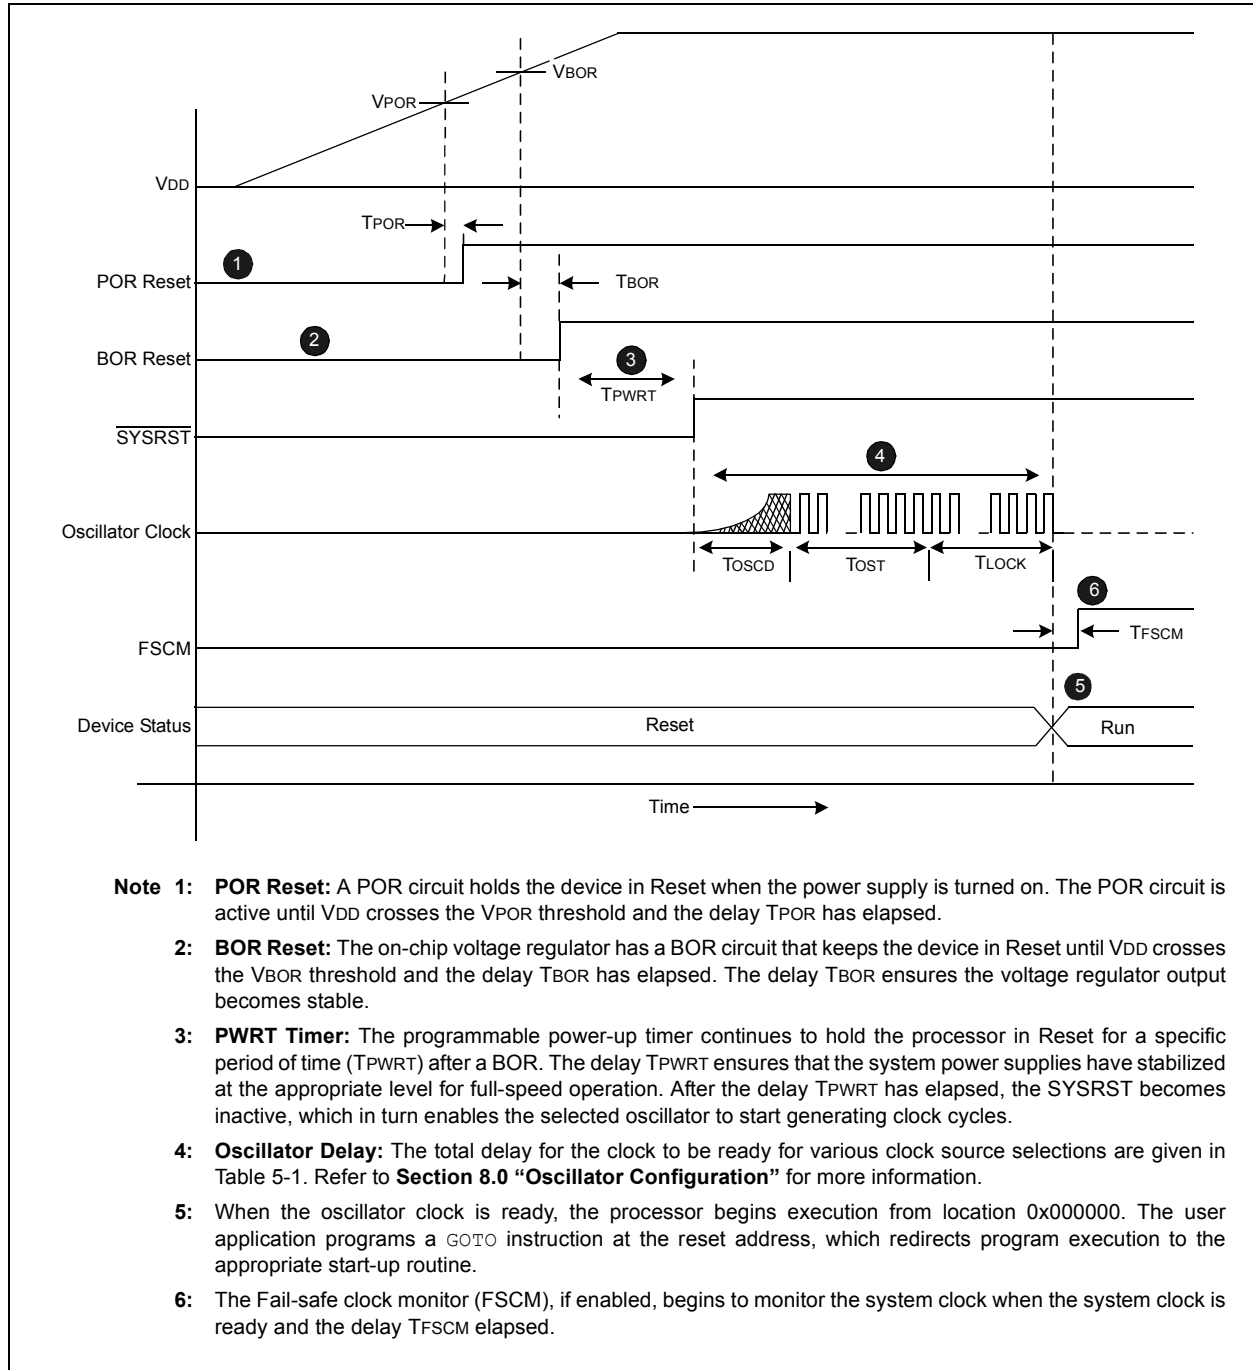 VBOR
VPOR
VDD
TPOR
1
POR Reset
TBOR
2
BOR Reset
3
TPWRT
SYSRST
4
Oscillator Clock
TOSCD
TOST
TLOCK
6
TFSCM
FSCM
5
Device Status
Reset
Run
Time
Note 1: POR Reset: A POR circuit holds the device in Reset when the power supply is turned on. The POR circuit is
active until VDD crosses the VPOR threshold and the delay TPOR has elapsed.
2: BOR Reset: The on-chip voltage regulator has a BOR circuit that keeps the device in Reset until VDD crosses
the VBOR threshold and the delay TBOR has elapsed. The delay TBOR ensures the voltage regulator output
becomes stable.
3: PWRT Timer: The programmable power-up timer continues to hold the processor in Reset for a specific
period of time (TPWRT) after a BOR. The delay TPWRT ensures that the system power supplies have stabilized
at the appropriate level for full-speed operation. After the delay TPWRT has elapsed, the SYSRST becomes
inactive, which in turn enables the selected oscillator to start generating clock cycles.
4: Oscillator Delay: The total delay for the clock to be ready for various clock source selections are given in
Table 5-1. Refer to Section 8.0 “Oscillator Configuration” for more information.
5: When the oscillator clock is ready, the processor begins execution from location 0x000000. The user
application programs a GOTO instruction at the reset address, which redirects program execution to the
appropriate start-up routine.
6: The Fail-safe clock monitor (FSCM), if enabled, begins to monitor the system clock when the system clock is
ready and the delay TFSCM elapsed.